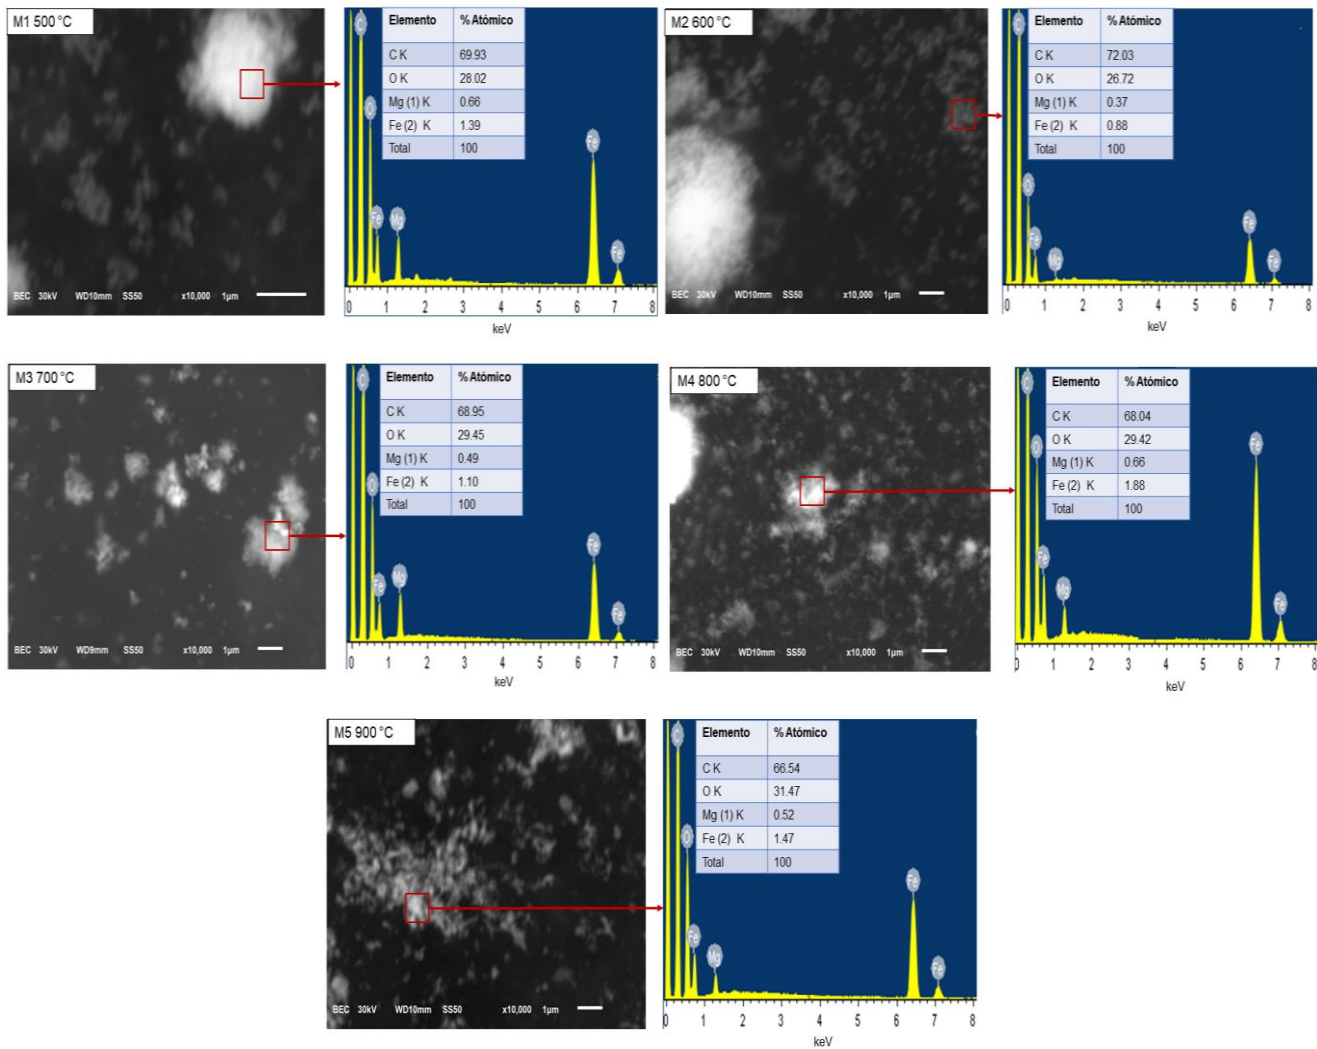 M1 500 °C
Elemento % Atómico
C K 69.93
O K 28.02
Mg (1) K 0.66
Fe (2) K 1.39
Total 100
C
O
Fe
Mg
Fe
Fe
BEC 30kV WD10mm SS50 x10,000 1µm
0 1 2 3 4 5 6 7 8
keV
M2 600 °C
Elemento % Atómico
C K 72.03
O K 26.72
Mg (1) K 0.37
Fe (2) K 0.88
Total 100
C
O
Fe
Mg
Fe
Fe
BEC 30kV WD10mm SS50 x10,000 1µm
0 1 2 3 4 5 6 7 8
keV
M3 700 °C
Elemento % Atómico
C K 68.95
O K 29.45
Mg (1) K 0.49
Fe (2) K 1.10
Total 100
C
O
Fe
Mg
Fe
Fe
BEC 30kV WD9mm SS50 x10,000 1µm
0 1 2 3 4 5 6 7 8
keV
M4 800 °C
Elemento % Atómico
C K 68.04
O K 29.42
Mg (1) K 0.66
Fe (2) K 1.88
Total 100
C
O
Fe
Mg
Fe
Fe
BEC 30kV WD10mm SS50 x10,000 1µm
0 1 2 3 4 5 6 7 8
keV
M5 900 °C
Elemento % Atómico
C K 66.54
O K 31.47
Mg (1) K 0.52
Fe (2) K 1.47
Total 100
C
O
Fe
Mg
Fe
Fe
BEC 30kV WD10mm SS50 x10,000 1µm
0 1 2 3 4 5 6 7 8
keV